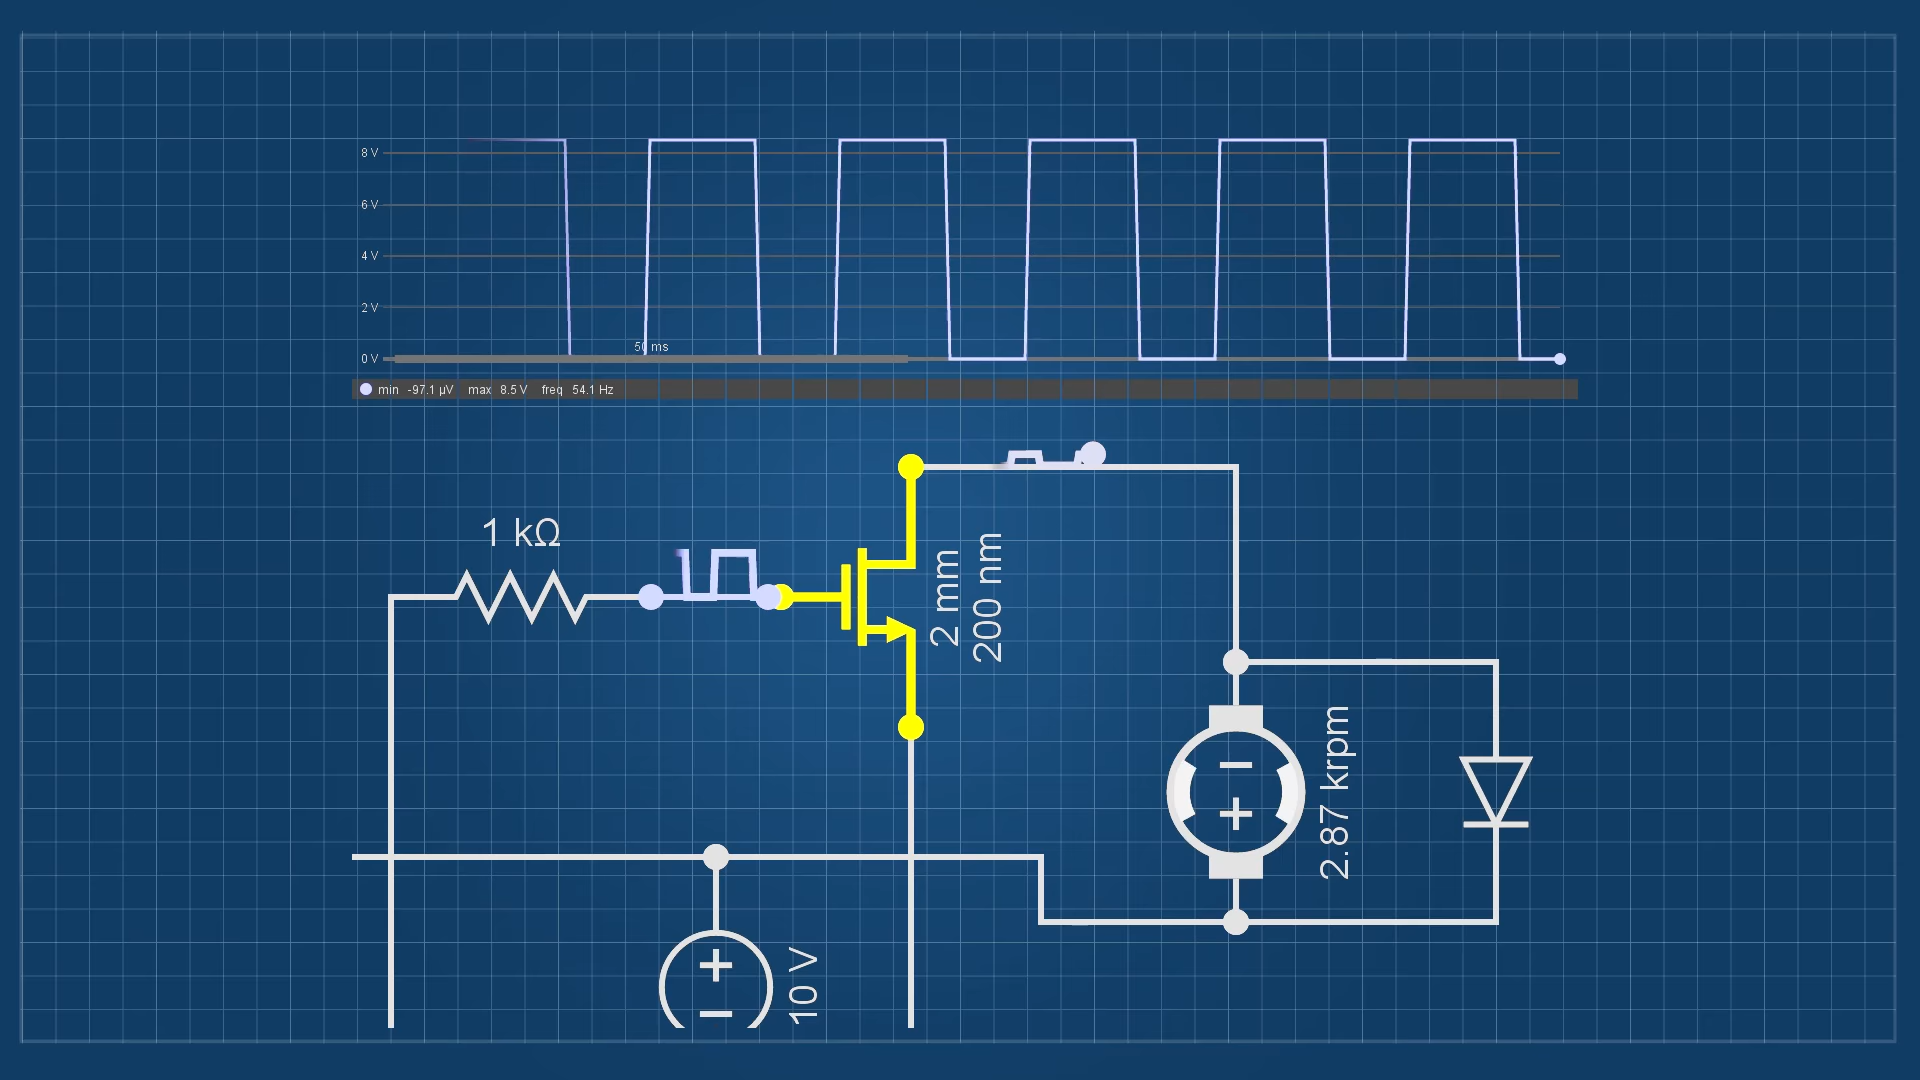 8 V
6 V
4 V
2 V
50 ms
0 V
min -97.1 µV max 8.5 V freq 54.1 Hz
1 kΩ
2 mm
200 nm
2.87 krpm
10 V